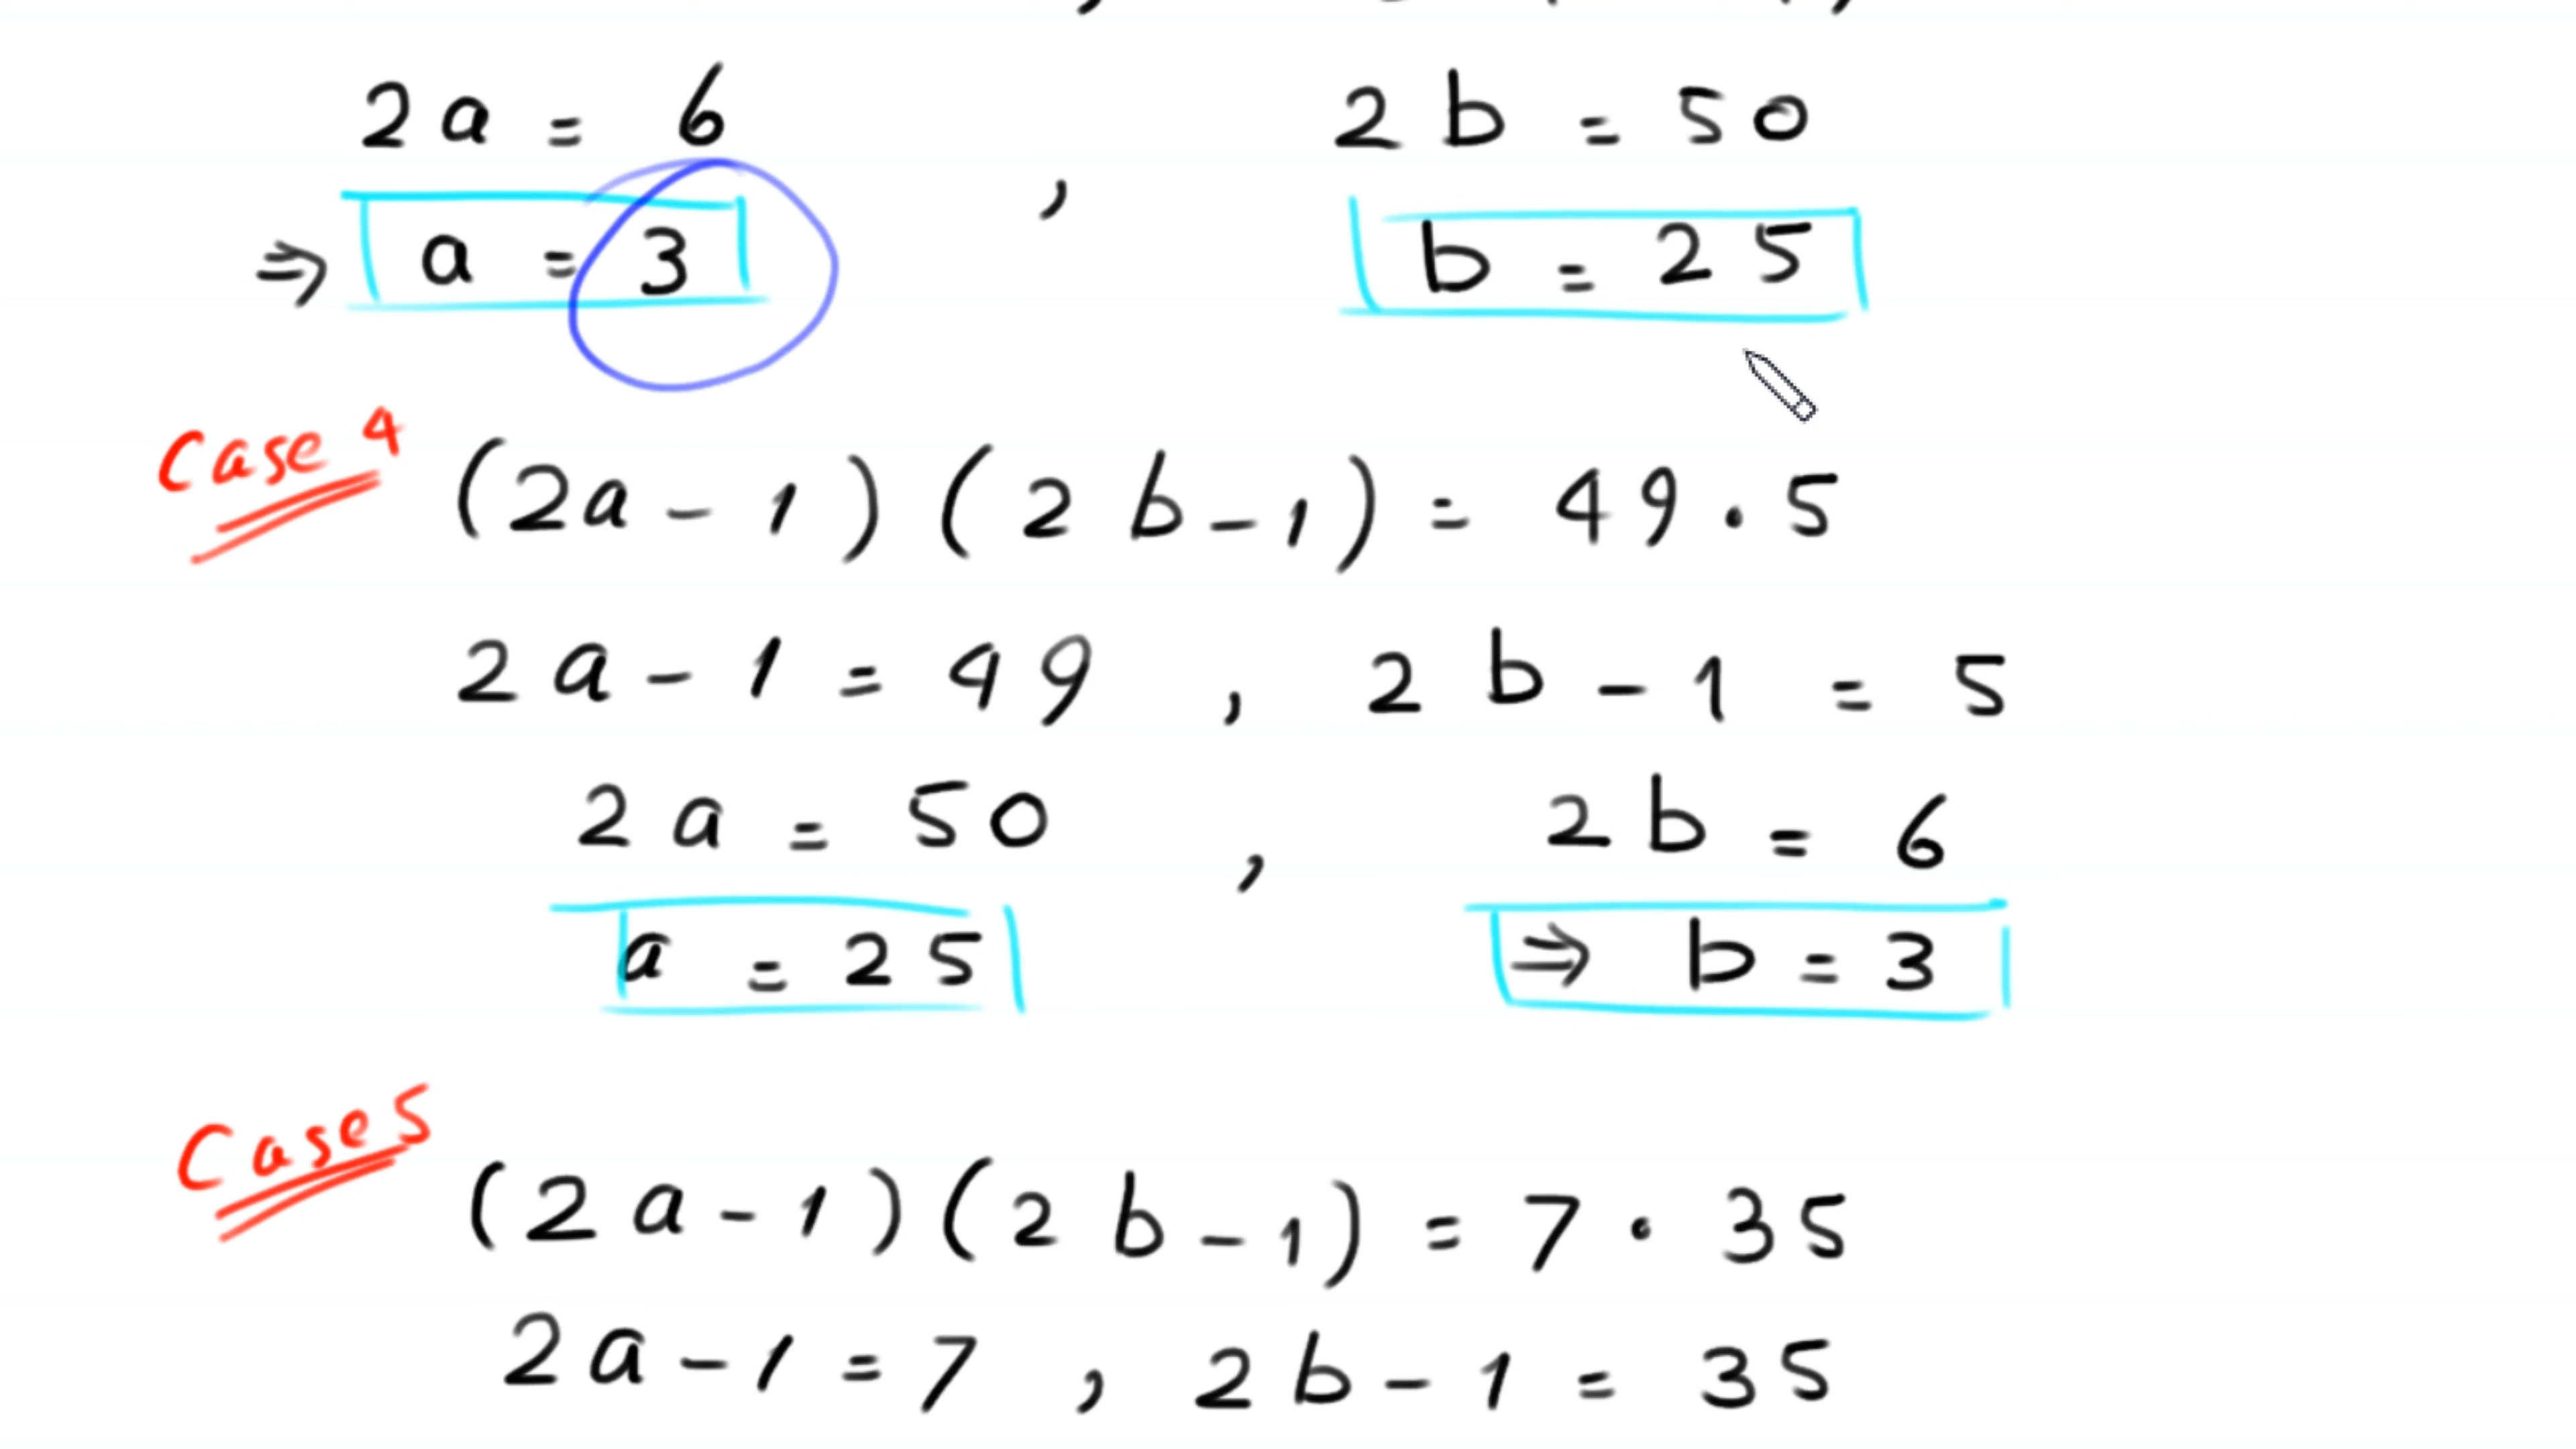 2a = 6 , 2b = 50
⇒ a = 3 b = 25
Case 4 (2a - 1) (2b - 1) = 49 · 5
2a - 1 = 49 , 2b - 1 = 5
2a = 50 , 2b = 6
a = 25 ⇒ b = 3
Case 5 (2a - 1) (2b - 1) = 7 · 35
2a - 1 = 7 , 2b - 1 = 35